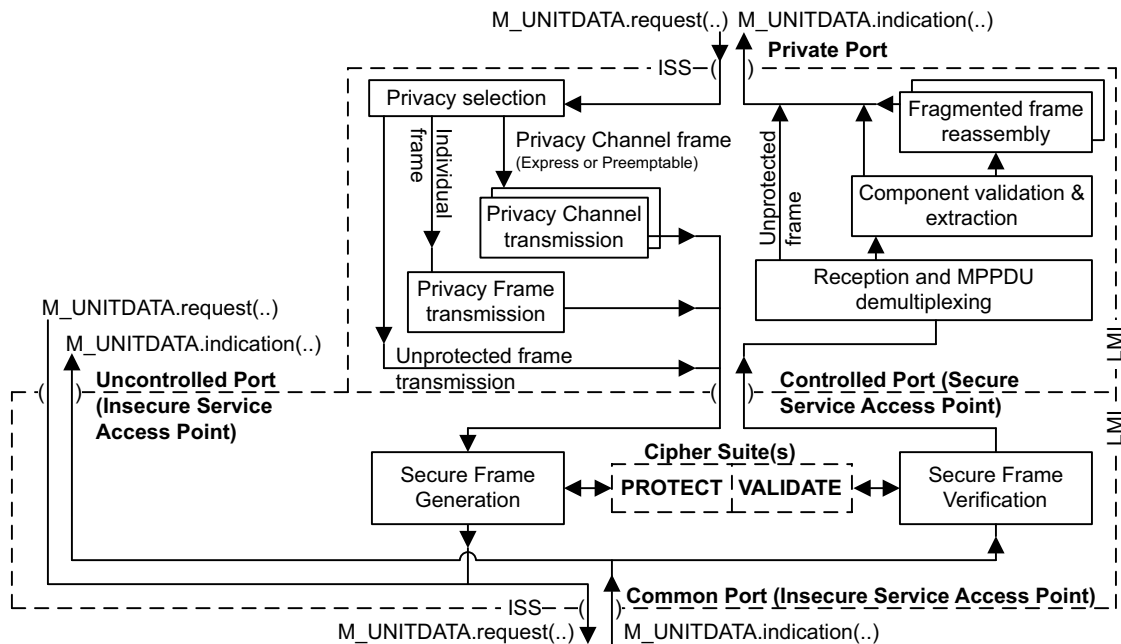 M_UNITDATA.request(..) M_UNITDATA.indication(..)
Private Port
ISS
Privacy selection
Fragmented frame
reassembly
Individual
frame
Privacy Channel frame
(Express or Preemptable)
Unprotected
frame
Component validation &
extraction
Privacy Channel
transmission
Reception and MPPDU
demultiplexing
Privacy Frame
transmission
M_UNITDATA.request(..)
M_UNITDATA.indication(..)
LMI
Unprotected frame
transmission
Uncontrolled Port
(Insecure Service
Access Point)
Controlled Port (Secure
Service Access Point)
LMI
Cipher Suite(s)
Secure Frame
Generation
PROTECT VALIDATE
Secure Frame
Verification
Common Port (Insecure Service Access Point)
ISS
M_UNITDATA.request(..) M_UNITDATA.indication(..)